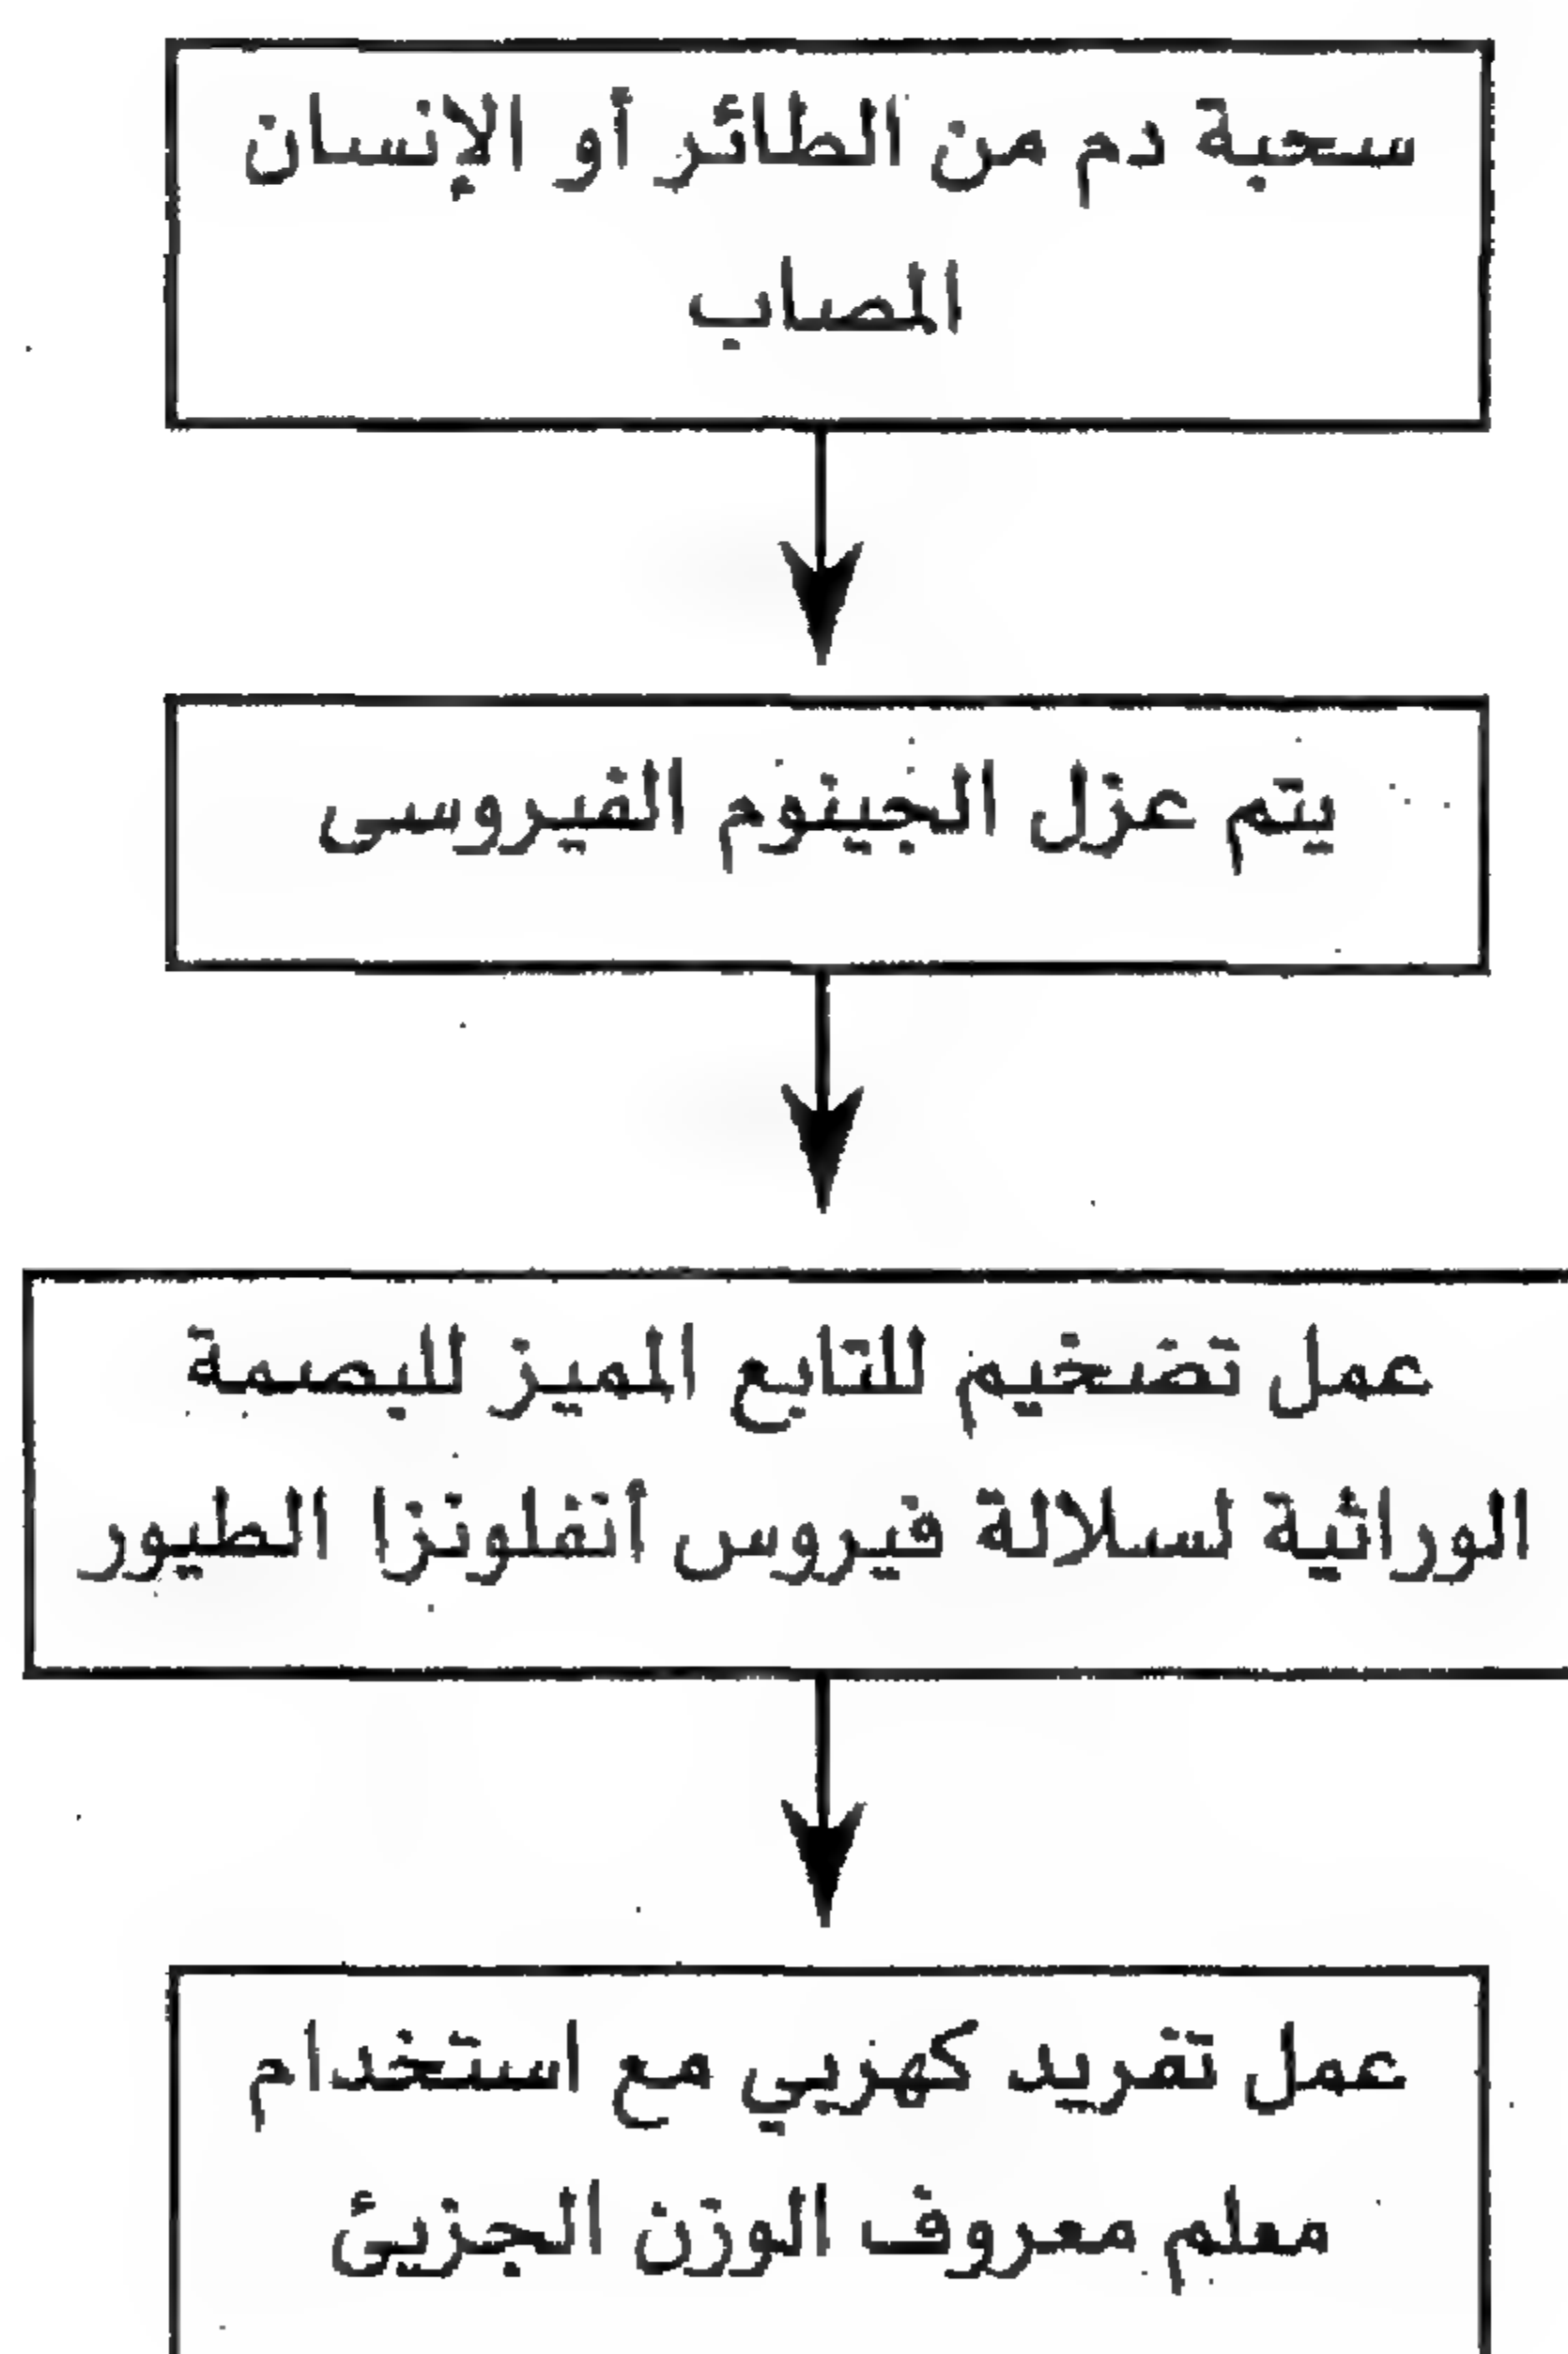 سحبة دم من الطائر أو الإنسان
المصاب
يتم عزل الجينوم الفيروسى
عمل تضخيم للتابع المميز للبصمة
الوراثية لسلالة فيروس أنفلونزا الطيور
عمل تفريد كهزبي مع استخدام
معلم معروف الوزن الجزيئ